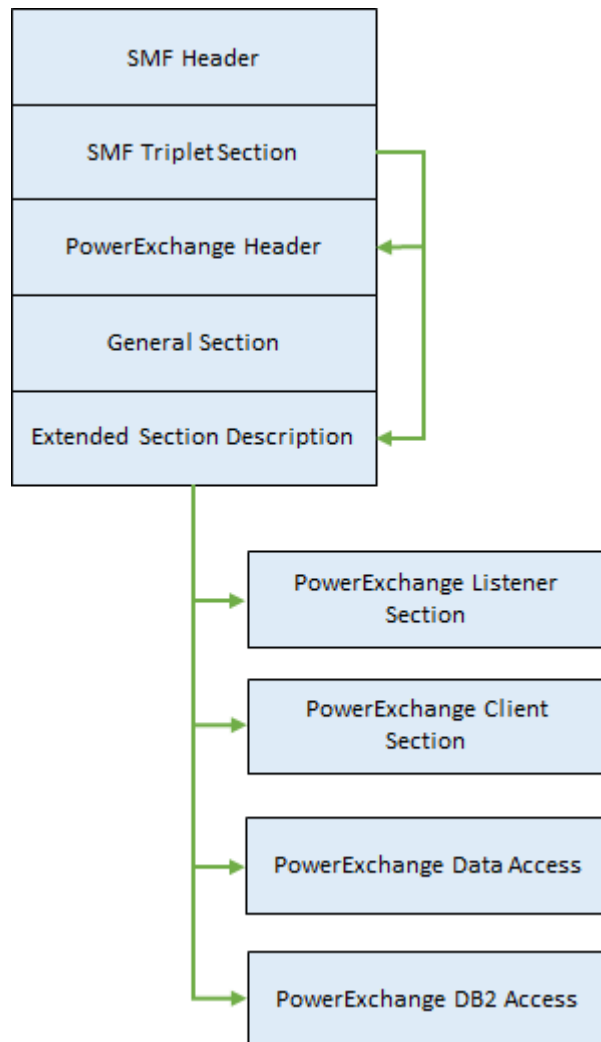 SMF Header
SMF Triplet Section
PowerExchange Header
General Section
Extended Section Description
PowerExchange Listener
Section
PowerExchange Client
Section
PowerExchange Data Access
PowerExchange DB2 Access